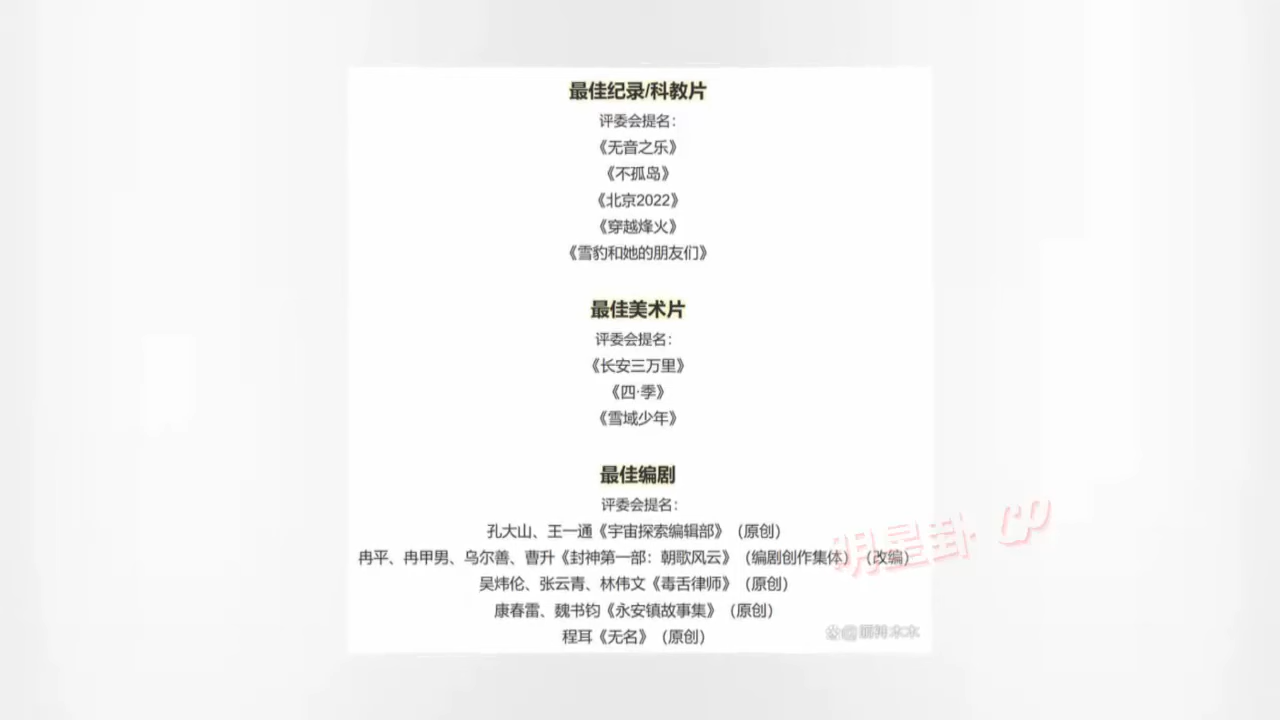 最佳纪录/科教片
评委会提名：
《无音之乐》
《不孤岛》
《北京2022》
《穿越烽火》
《雪豹和她的朋友们》
最佳美术片
评委会提名：
《长安三万里》
《四·季》
《雪域少年》
最佳编剧
评委会提名：
孔大山、王一通《宇宙探索编辑部》（原创）
冉平、冉甲男、乌尔善、曹升《封神第一部：朝歌风云》（编剧创作集体）（改编）
吴炜伦、张云青、林伟文《毒舌律师》（原创）
康春雷、魏书钧《永安镇故事集》（原创）
程耳《无名》（原创）
明星卦 CP